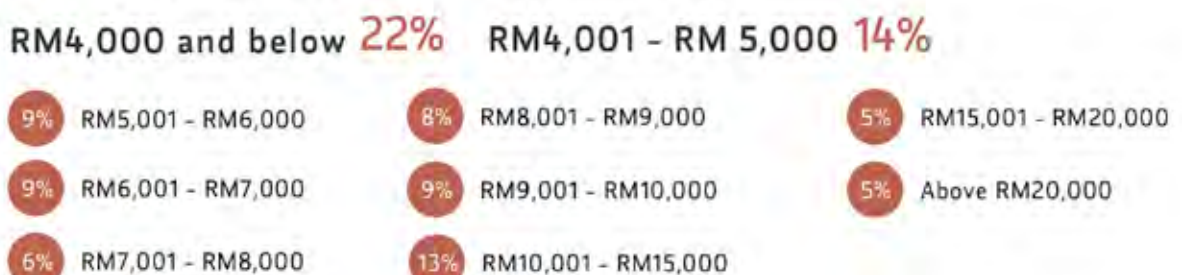 RM4,000 and below 22% RM4,001 - RM 5,000 14%
9% RM5,001 - RM6,000
9% RM6,001 - RM7,000
6% RM7,001 - RM8,000
8% RM8,001 - RM9,000
9% RM9,001 - RM10,000
13% RM10,001 - RM15,000
5% RM15,001 - RM20,000
5% Above RM20,000